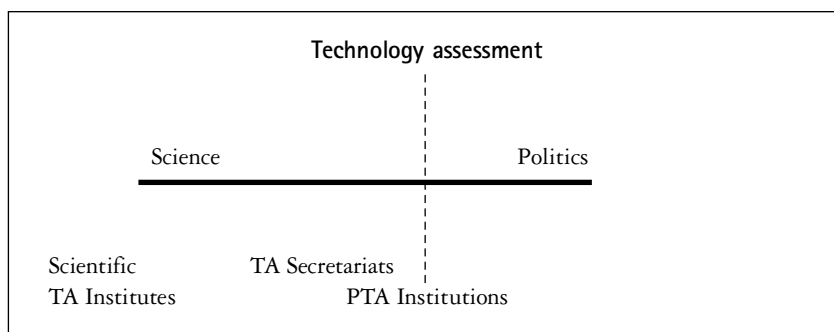 Technology assessment
Science Politics
Scientific TA Secretariats
TA Institutes PTA Institutions